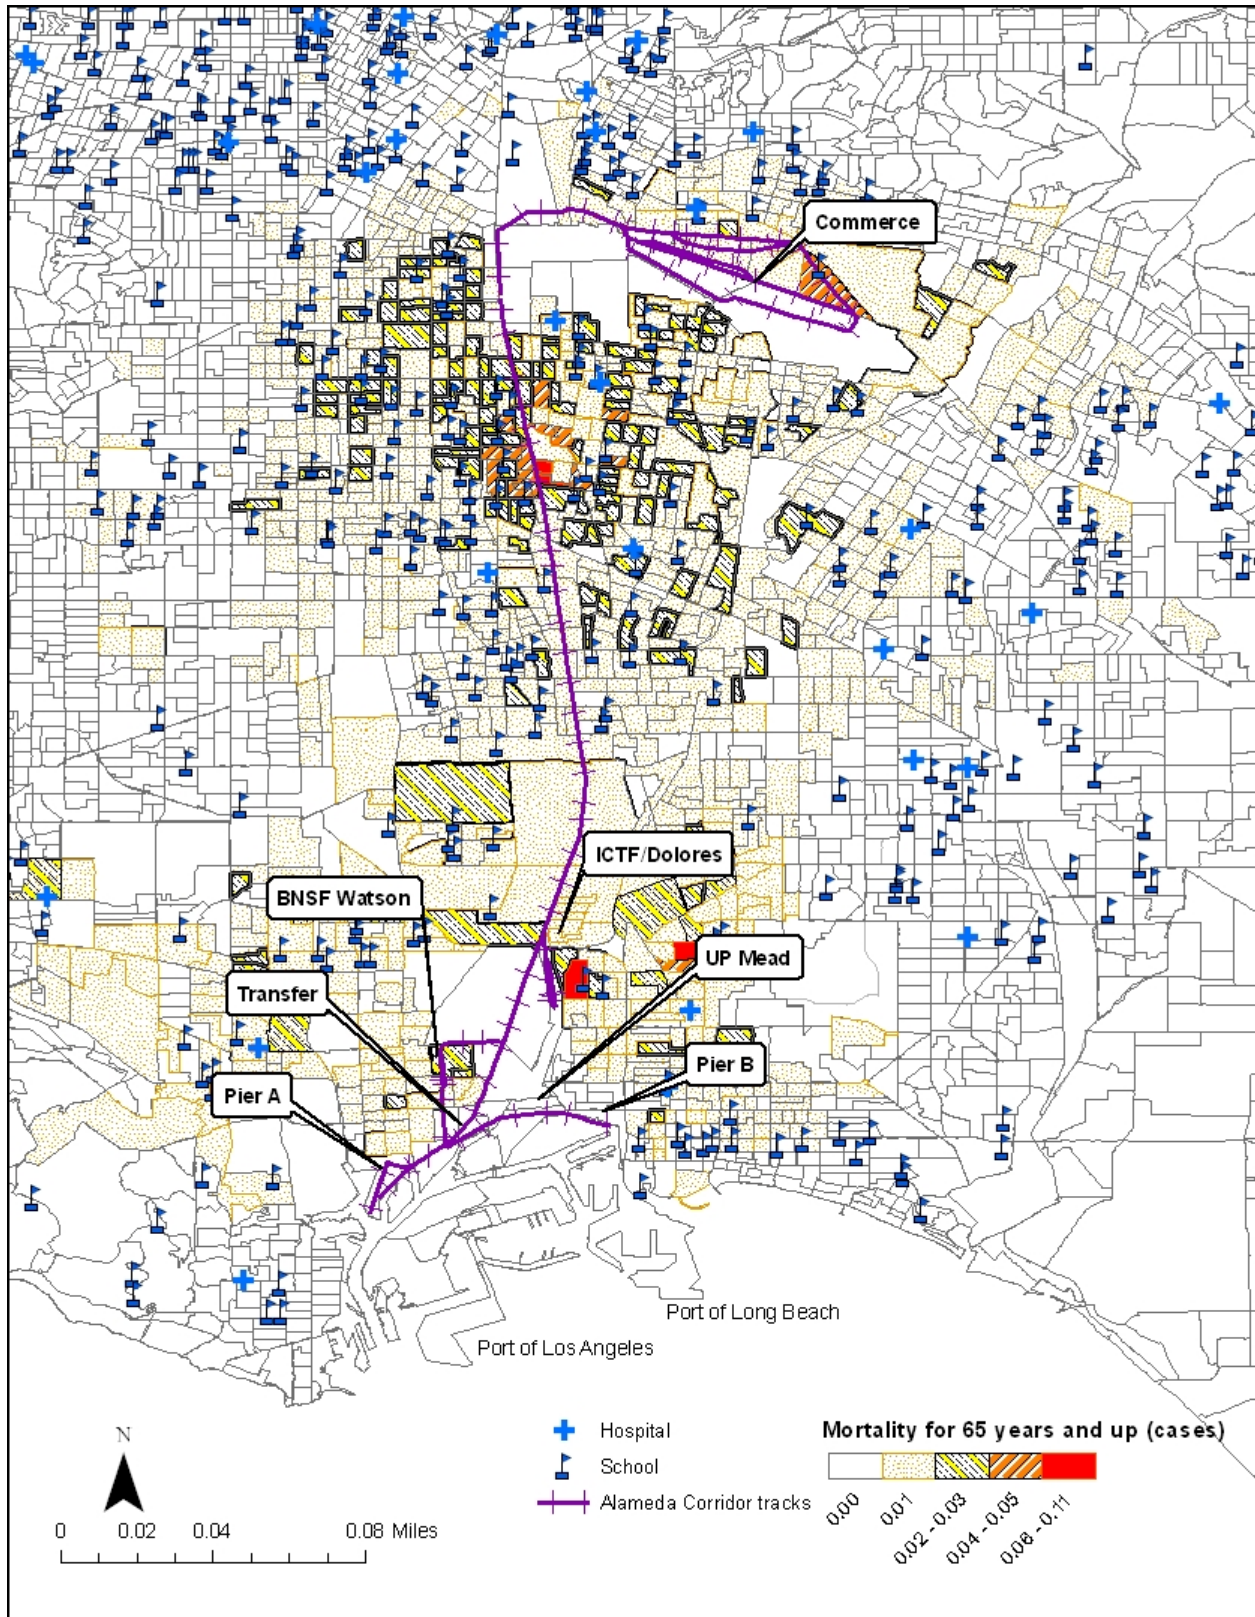 Commerce
ICTF/Dolores
BNSF Watson
UP Mead
Transfer
Pier B
Pier A
Port of Long Beach
Port of Los Angeles
N
Hospital
School
Alameda Corridor tracks
Mortality for 65 years and up (cases)
0.00
0.01
0.02 - 0.03
0.04 - 0.05
0.06 - 0.11
0 0.02 0.04 0.08 Miles